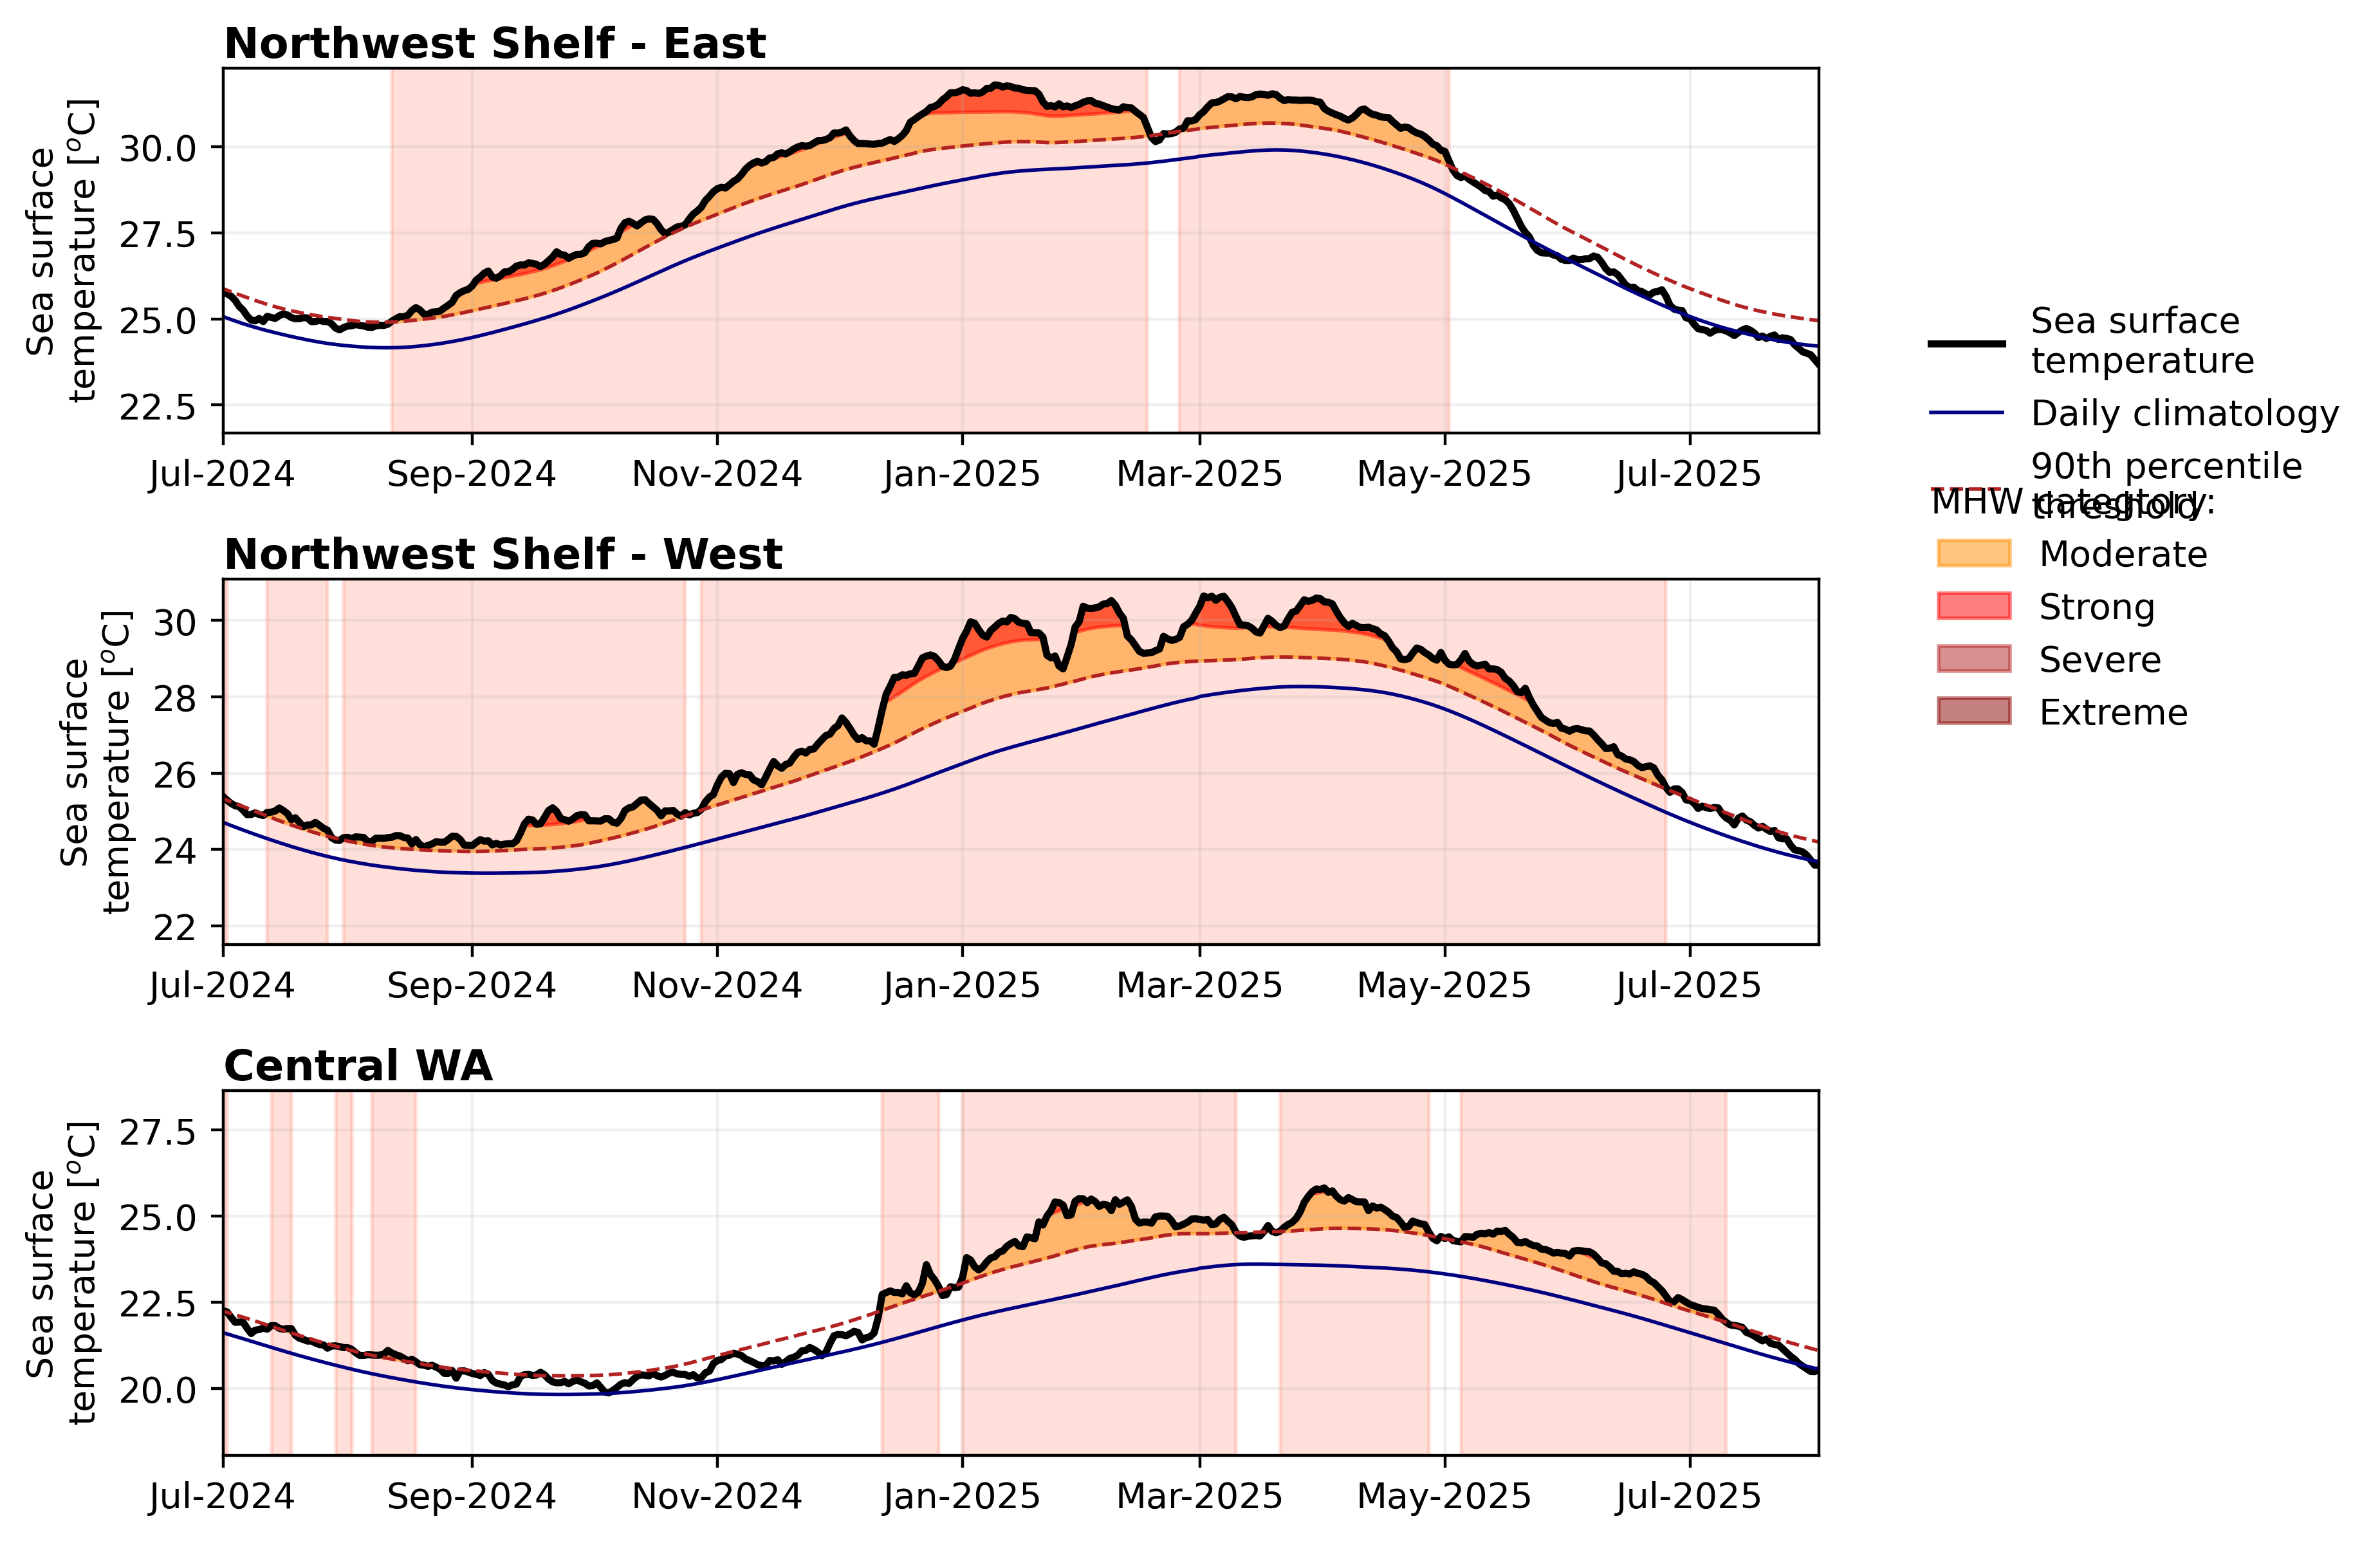 Northwest Shelf - East
Sea surface
temperature [°C]
30.0
27.5
25.0
22.5
Jul-2024 Sep-2024 Nov-2024 Jan-2025 Mar-2025 May-2025 Jul-2025
Northwest Shelf - West
Sea surface
temperature [°C]
30
28
26
24
22
Jul-2024 Sep-2024 Nov-2024 Jan-2025 Mar-2025 May-2025 Jul-2025
Central WA
Sea surface
temperature [°C]
27.5
25.0
22.5
20.0
Jul-2024 Sep-2024 Nov-2024 Jan-2025 Mar-2025 May-2025 Jul-2025
Sea surface
temperature
Daily climatology
90th percentile
threshold
MHW category:
Moderate
Strong
Severe
Extreme